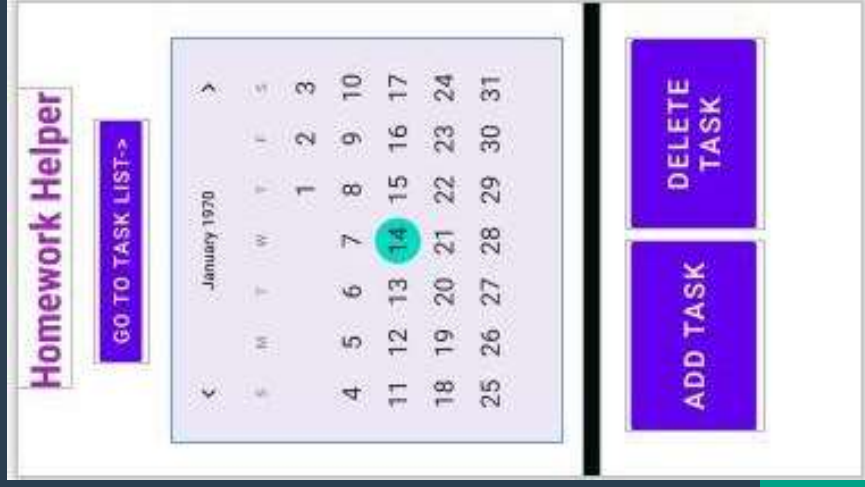 Homework Helper
GO TO TASK LIST->
< January 1970 >
S M T W T F S
1 2 3
4 5 6 7 8 9 10
11 12 13 14 15 16 17
18 19 20 21 22 23 24
25 26 27 28 29 30 31
ADD TASK
DELETE
TASK